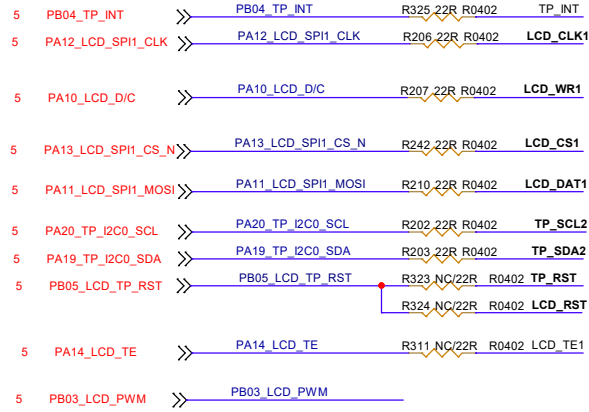 5 PB04_TP_INT PB04_TP_INT R325 22R R0402 TP_INT
5 PA12_LCD_SPI1_CLK PA12_LCD_SPI1_CLK R206 22R R0402 LCD_CLK1
5 PA10_LCD_D/C PA10_LCD_D/C R207 22R R0402 LCD_WR1
5 PA13_LCD_SPI1_CS_N PA13_LCD_SPI1_CS_N R242 22R R0402 LCD_CS1
5 PA11_LCD_SPI1_MOSI PA11_LCD_SPI1_MOSI R210 22R R0402 LCD_DAT1
5 PA20_TP_I2C0_SCL PA20_TP_I2C0_SCL R202 22R R0402 TP_SCL2
5 PA19_TP_I2C0_SDA PA19_TP_I2C0_SDA R203 22R R0402 TP_SDA2
5 PB05_LCD_TP_RST PB05_LCD_TP_RST R323 NC/22R R0402 TP_RST
R324 NC/22R R0402 LCD_RST
5 PA14_LCD_TE PA14_LCD_TE R311 NC/22R R0402 LCD_TE1
5 PB03_LCD_PWM PB03_LCD_PWM